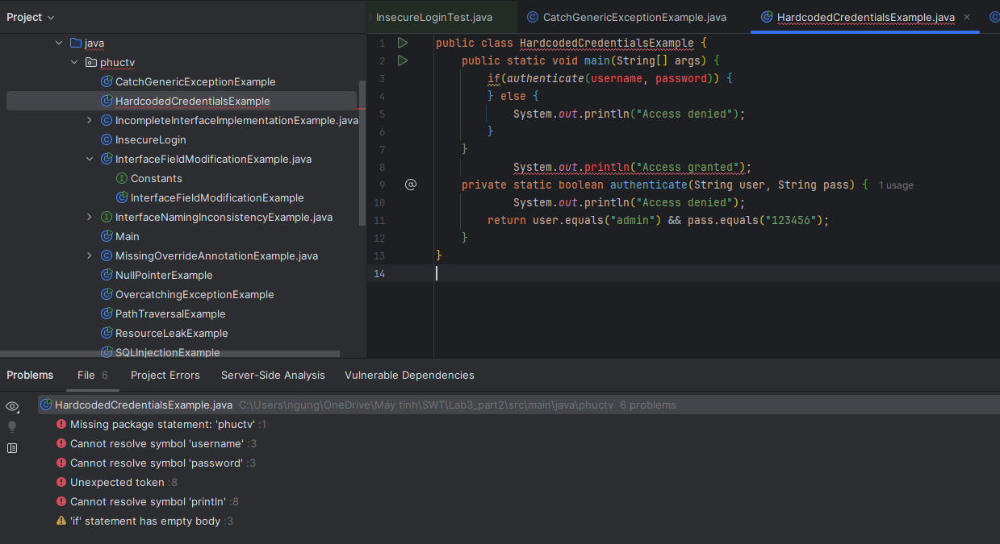 Project
java
phuctv
CatchGenericExceptionExample
HardcodedCredentialsExample
IncompleteInterfaceImplementationExample.java
InsecureLogin
InterfaceFieldModificationExample.java
Constants
InterfaceFieldModificationExample
InterfaceNamingInconsistencyExample.java
Main
MissingOverrideAnnotationExample.java
NullPointerExample
OvercatchingExceptionExample
PathTraversalExample
ResourceLeakExample
SQLInjectionExample
InsecureLoginTest.java CatchGenericExceptionExample.java HardcodedCredentialsExample.java
1 public class HardcodedCredentialsExample {
2 public static void main(String[] args) {
3 if(authenticate(username, password)) {
4 } else {
5 System.out.println("Access denied");
6 }
7 }
8 System.out.println("Access granted");
9 @ private static boolean authenticate(String user, String pass) { 1 usage
10 System.out.println("Access denied");
11 return user.equals("admin") && pass.equals("123456");
12 }
13 }
14
Problems File 6 Project Errors Server-Side Analysis Vulnerable Dependencies
HardcodedCredentialsExample.java C:\Users\ngung\OneDrive\Máy tính\SWT\Lab3_part2\src\main\java\phuctv 6 problems
Missing package statement: 'phuctv' :1
Cannot resolve symbol 'username' :3
Cannot resolve symbol 'password' :3
Unexpected token :8
Cannot resolve symbol 'println' :8
'if' statement has empty body :3